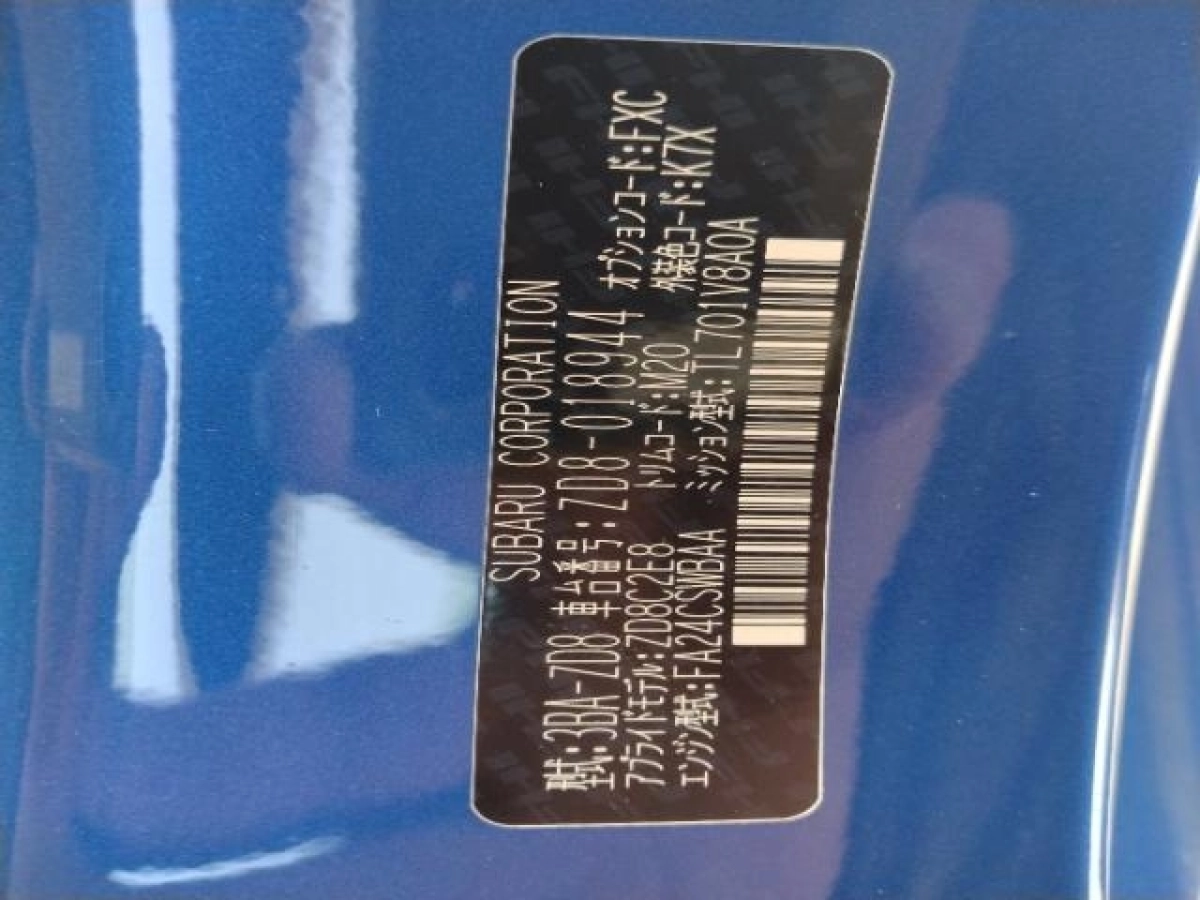 SUBARU CORPORATION
型式:3BA-ZD8 車台番号:ZD8-018944
アプライドモデル:ZD8C2E8 トリムコード:M20 オプションコード:FXC
エンジン型式:FA24CSWBAA ミッション型式:TL701V8AOA 外装色コード:K7X